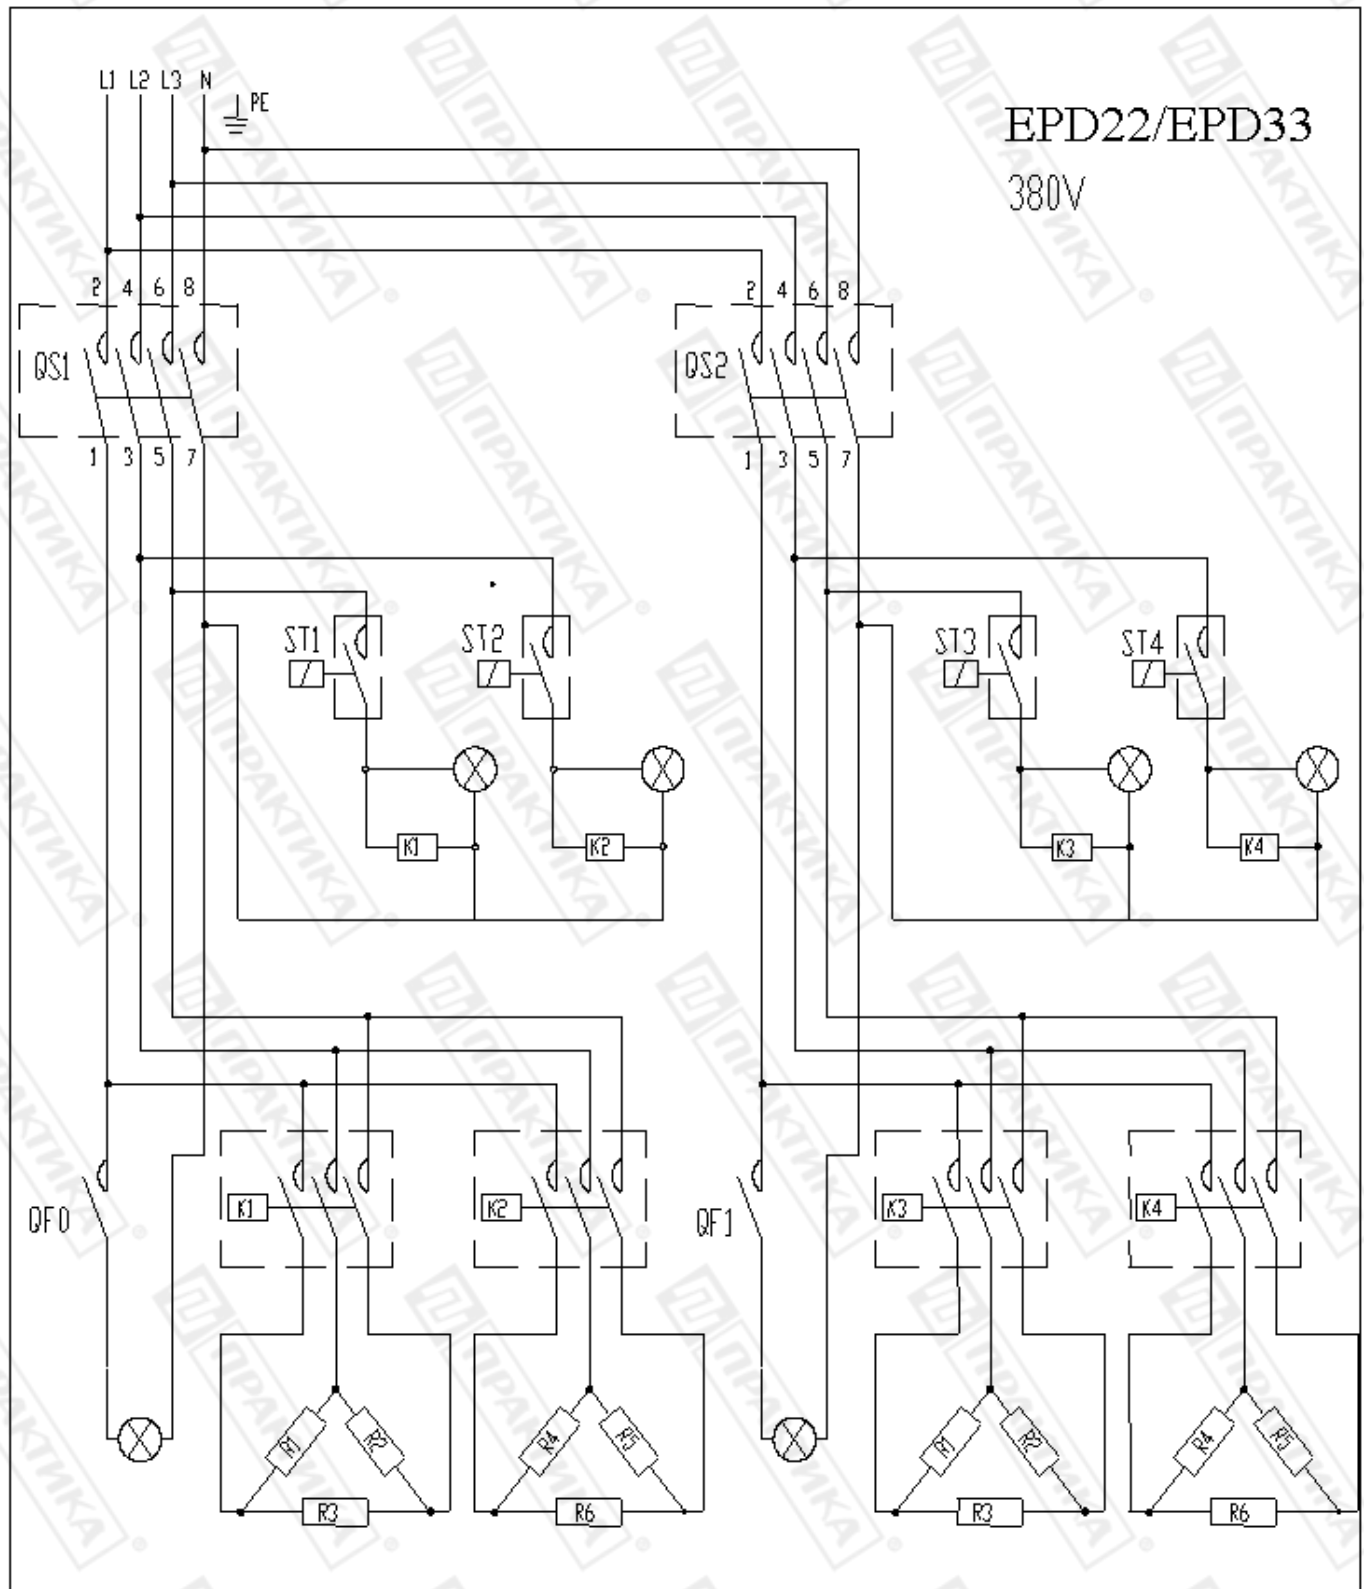 L1 L2 L3 N
PE
EPD22/EPD33
380V
2 4 6 8
2 4 6 8
QS1
QS2
1 3 5 7
1 3 5 7
ST1 ST2 ST3 ST4
K1 K2 K3 K4
QF0 K1 K2 QF1 K3 K4
R1 R2 R4 R5 R1 R2 R4 R5
R3 R6 R3 R6
ПРАКТИКА®